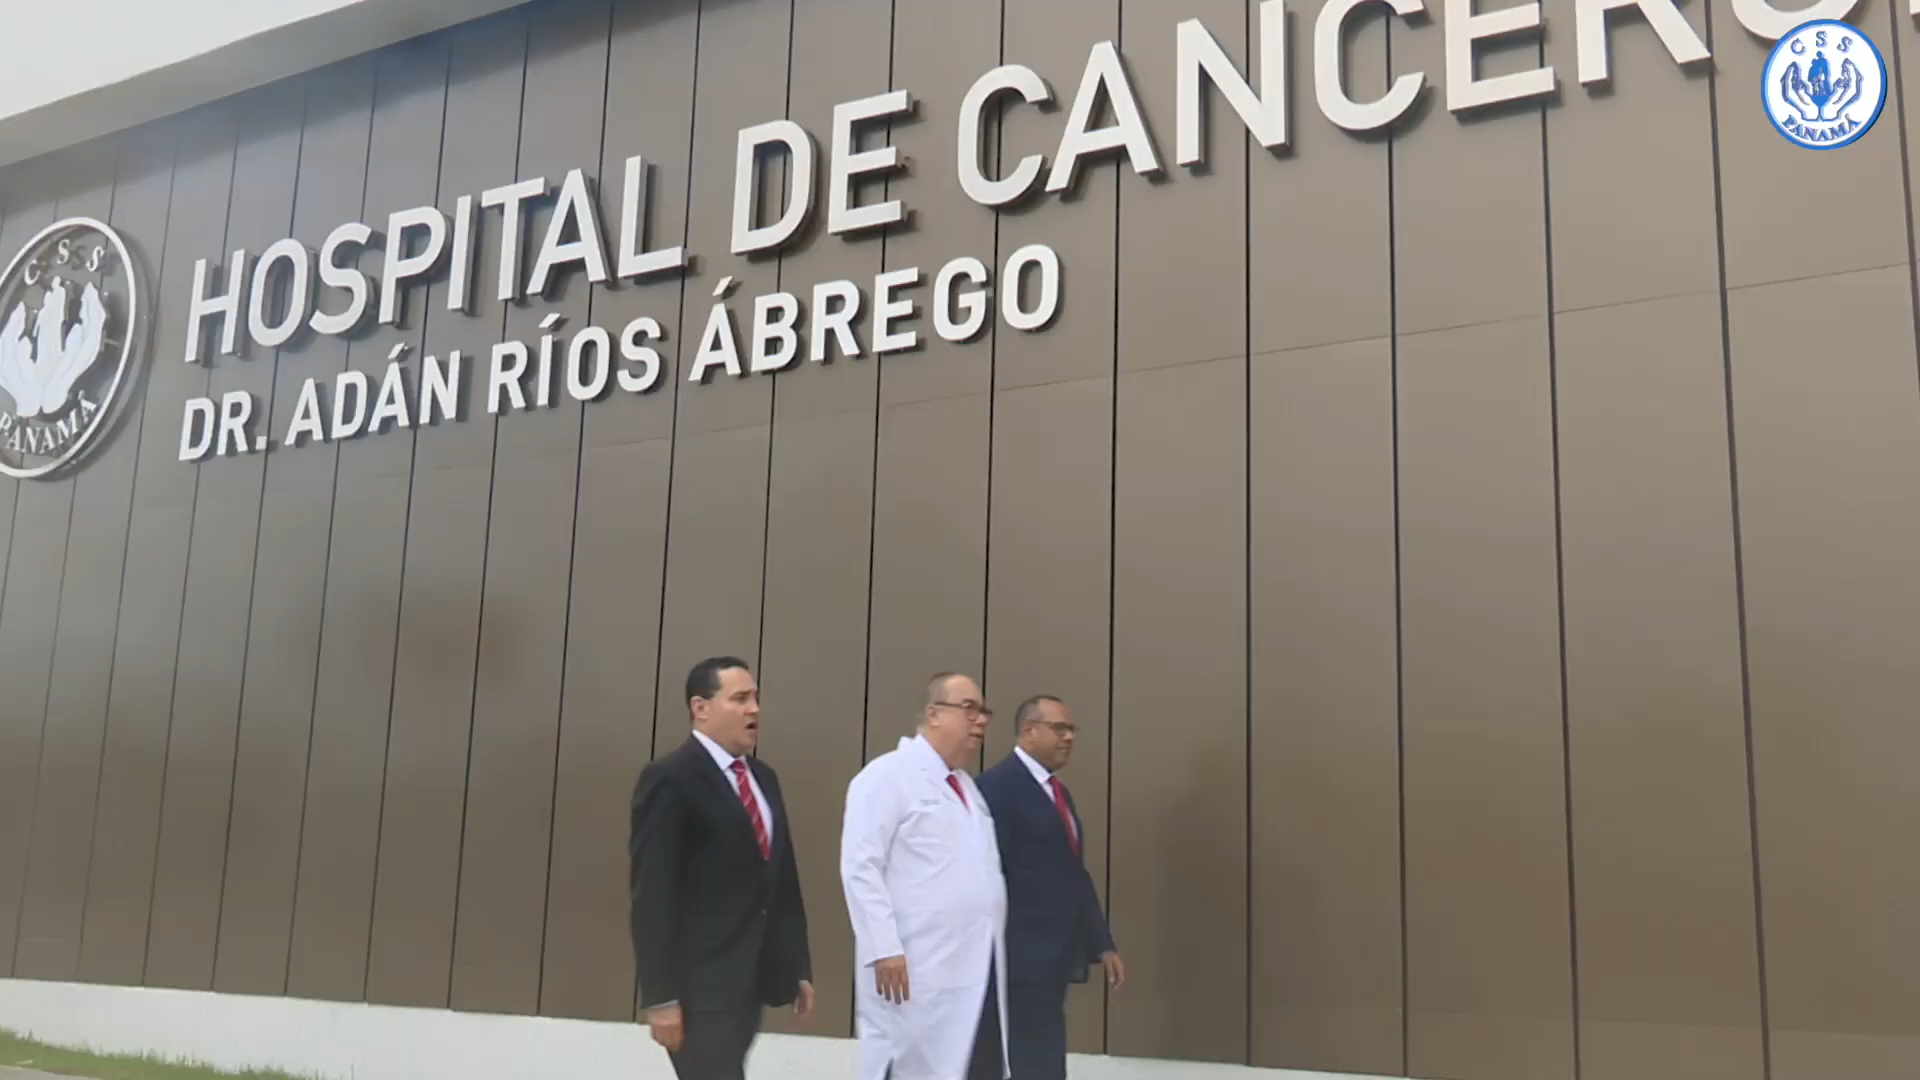 HOSPITAL DE CANCERO
DR. ADÁN RÍOS ÁBREGO
CSS
PANAMÁ
CSS
PANAMÁ